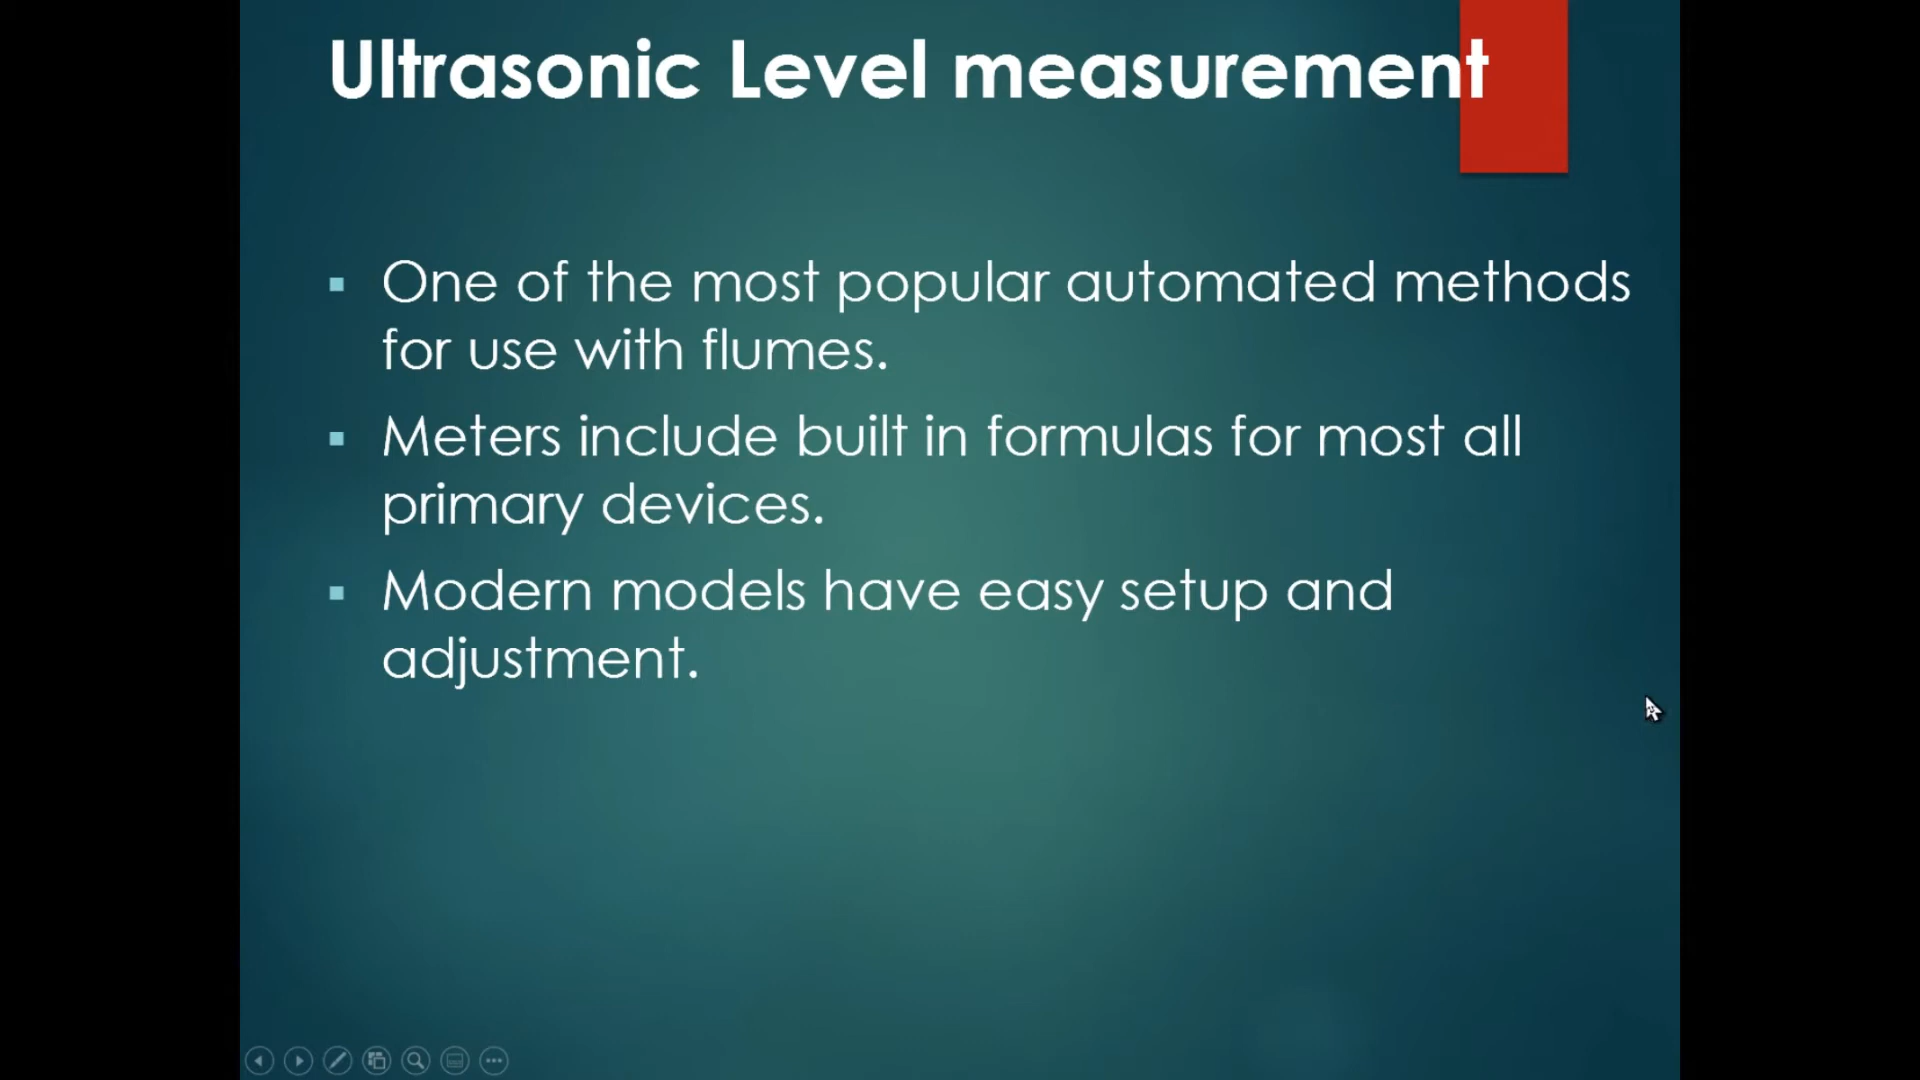 Ultrasonic Level measurement
One of the most popular automated methods
for use with flumes.
Meters include built in formulas for most all
primary devices.
Modern models have easy setup and
adjustment.